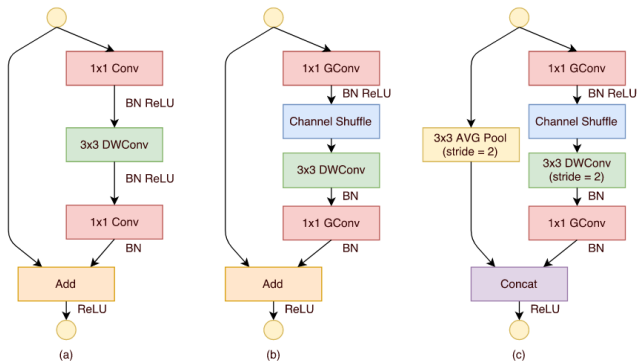 1x1 Conv
BN ReLU
3x3 DWConv
BN ReLU
1x1 Conv
BN
Add
ReLU
(a)
1x1 GConv
BN ReLU
Channel Shuffle
3x3 DWConv
BN
1x1 GConv
BN
Add
ReLU
(b)
3x3 AVG Pool
(stride = 2)
1x1 GConv
BN ReLU
Channel Shuffle
3x3 DWConv
(stride = 2)
BN
1x1 GConv
BN
Concat
ReLU
(c)